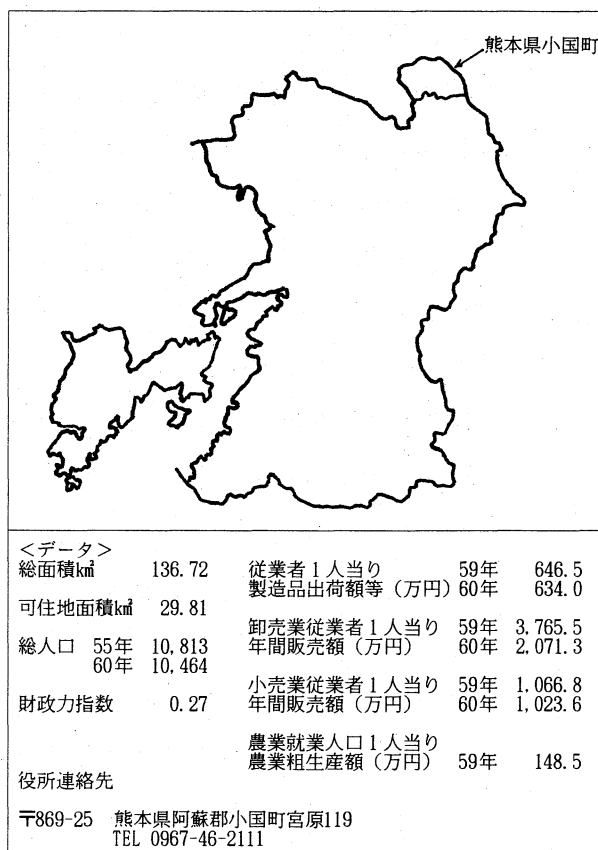 熊本県小国町
＜データ＞
総面積k㎡ 136.72
可住地面積k㎡ 29.81
総人口 55年 10,813
60年 10,464
財政力指数 0.27
従業者１人当り 59年 646.5
製造品出荷額等（万円）60年 634.0
卸売業従業者１人当り 59年 3,765.5
年間販売額（万円） 60年 2,071.3
小売業従業者１人当り 59年 1,066.8
年間販売額（万円） 60年 1,023.6
農業就業人口１人当り
農業粗生産額（万円） 59年 148.5
役所連絡先
〒869-25 熊本県阿蘇郡小国町宮原119
TEL 0967-46-2111